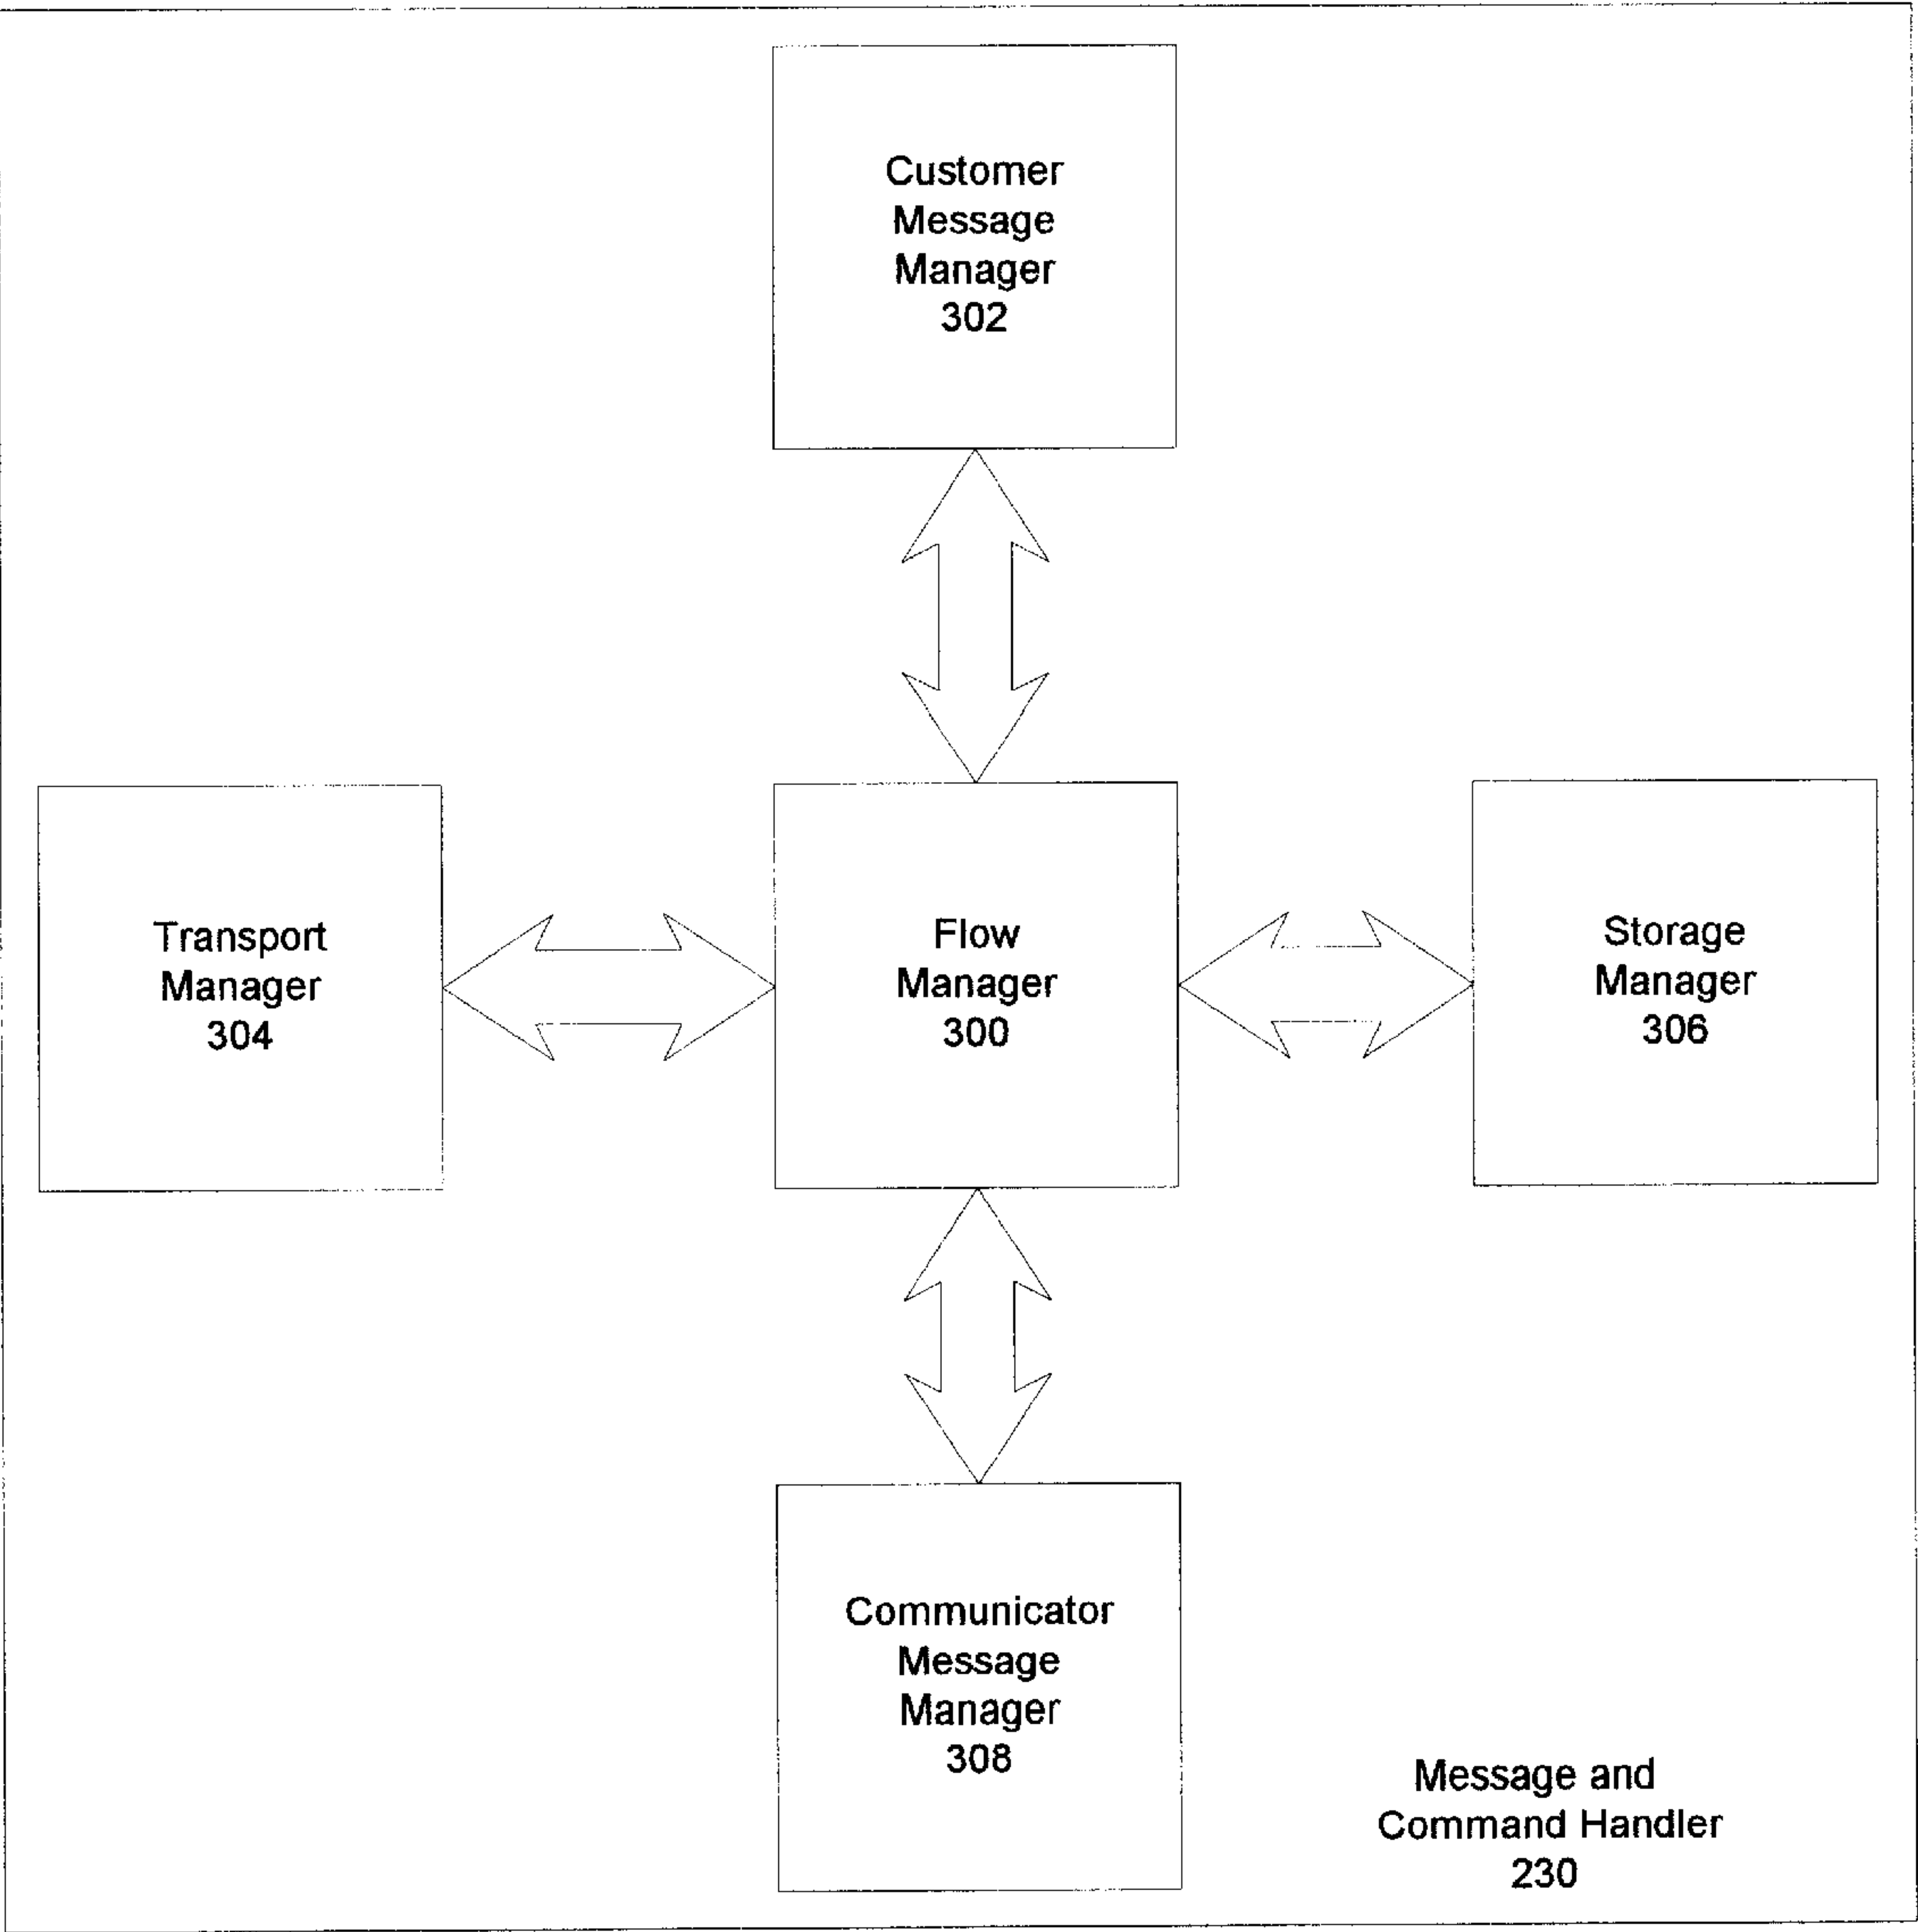 Customer
Message
Manager
302
Transport
Manager
304
Flow
Manager
300
Storage
Manager
306
Communicator
Message
Manager
308
Message and
Command Handler
230